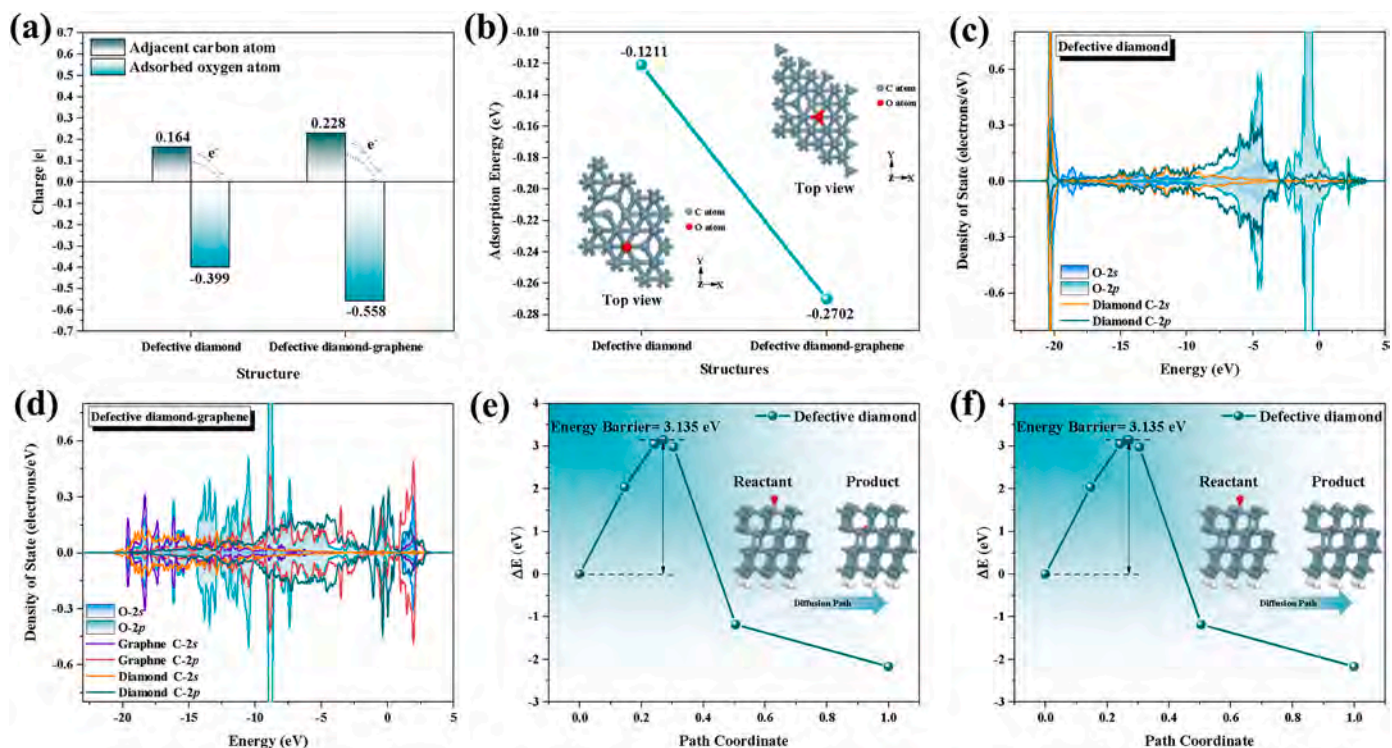 (a)
0.7
0.6
0.5
0.4
0.3
0.2
0.1
0.0
-0.1
-0.2
-0.3
-0.4
-0.5
-0.6
-0.7
Charge |e|
Adjacent carbon atom
Adsorbed oxygen atom
0.164
e-
-0.399
0.228
e-
-0.558
Defective diamond
Defective diamond-graphene
Structure
(b)
-0.10
-0.12
-0.14
-0.16
-0.18
-0.20
-0.22
-0.24
-0.26
-0.28
Adsorption Energy (eV)
-0.1211
C atom
O atom
Y
Z
X
Top view
C atom
O atom
Y
Z
X
Top view
-0.2702
Defective diamond
Defective diamond-graphene
Structures
(c)
Defective diamond
0.6
0.3
0.0
-0.3
-0.6
Density of State (electrons/eV)
O-2s
O-2p
Diamond C-2s
Diamond C-2p
-20
-15
-10
-5
0
5
Energy (eV)
(d)
Defective diamond-graphene
0.6
0.3
0.0
-0.3
-0.6
Density of State (electrons/eV)
O-2s
O-2p
Graphne C-2s
Graphne C-2p
Diamond C-2s
Diamond C-2p
-20
-15
-10
-5
0
5
Energy (eV)
(e)
4
3
2
1
0
-1
-2
-3
ΔE (eV)
Defective diamond
Energy Barrier= 3.135 eV
Reactant
Product
Diffusion Path
0.0
0.2
0.4
0.6
0.8
1.0
Path Coordinate
(f)
4
3
2
1
0
-1
-2
-3
ΔE (eV)
Defective diamond
Energy Barrier= 3.135 eV
Reactant
Product
Diffusion Path
0.0
0.2
0.4
0.6
0.8
1.0
Path Coordinate